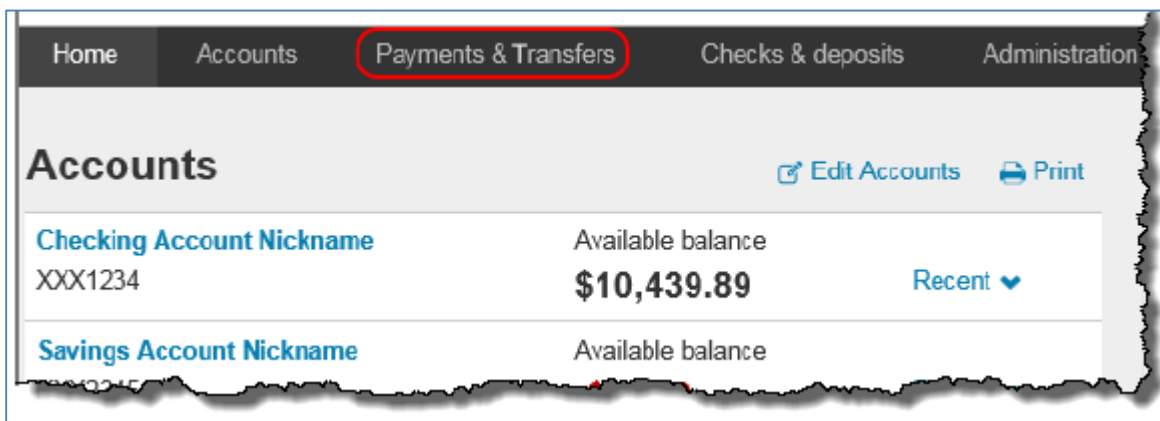 Home Accounts Payments & Transfers Checks & deposits Administration
Accounts Edit Accounts Print
Checking Account Nickname Available balance
XXX1234 $10,439.89 Recent
Savings Account Nickname Available balance